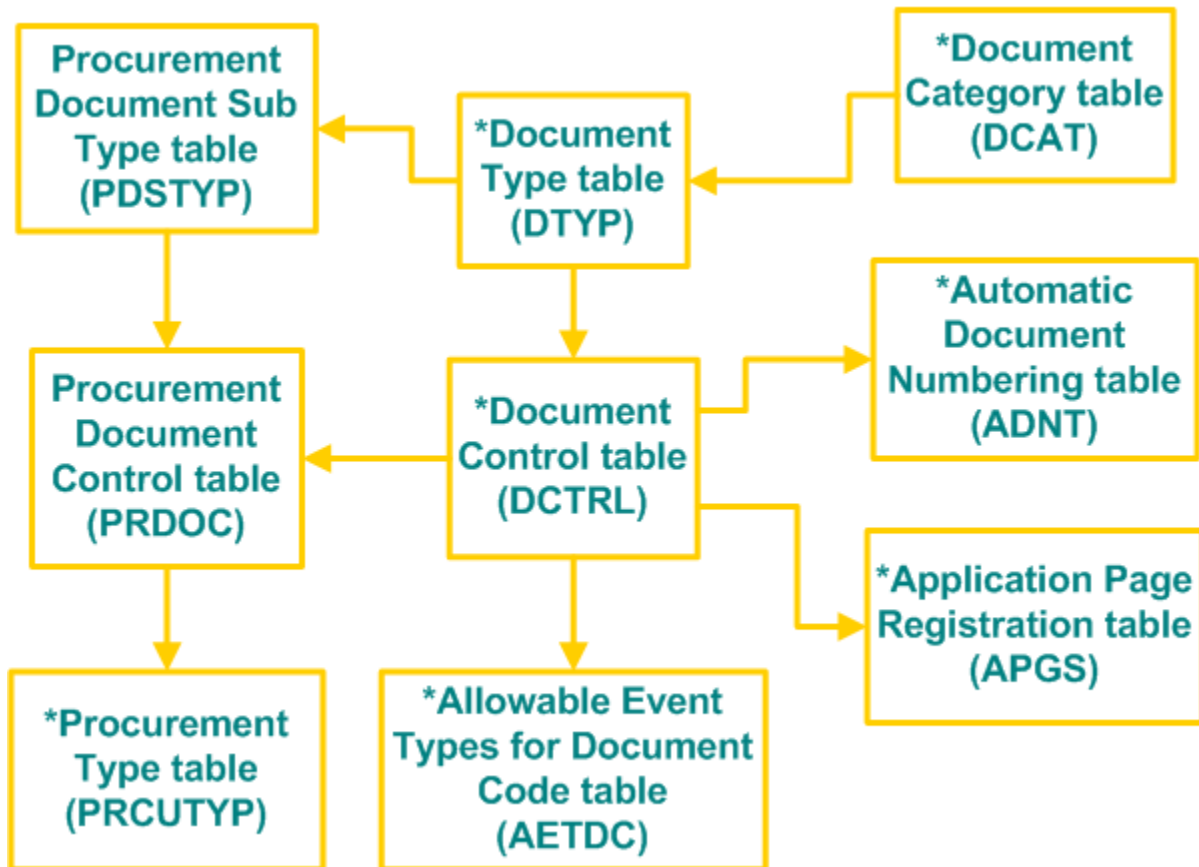 Procurement
Document Sub
Type table
(PDSTYP)
*Document
Type table
(DTYP)
*Document
Category table
(DCAT)
*Automatic
Document
Numbering table
(ADNT)
Procurement
Document
Control table
(PRDOC)
*Document
Control table
(DCTRL)
*Application Page
Registration table
(APGS)
*Procurement
Type table
(PRCUTYP)
*Allowable Event
Types for Document
Code table
(AETDC)